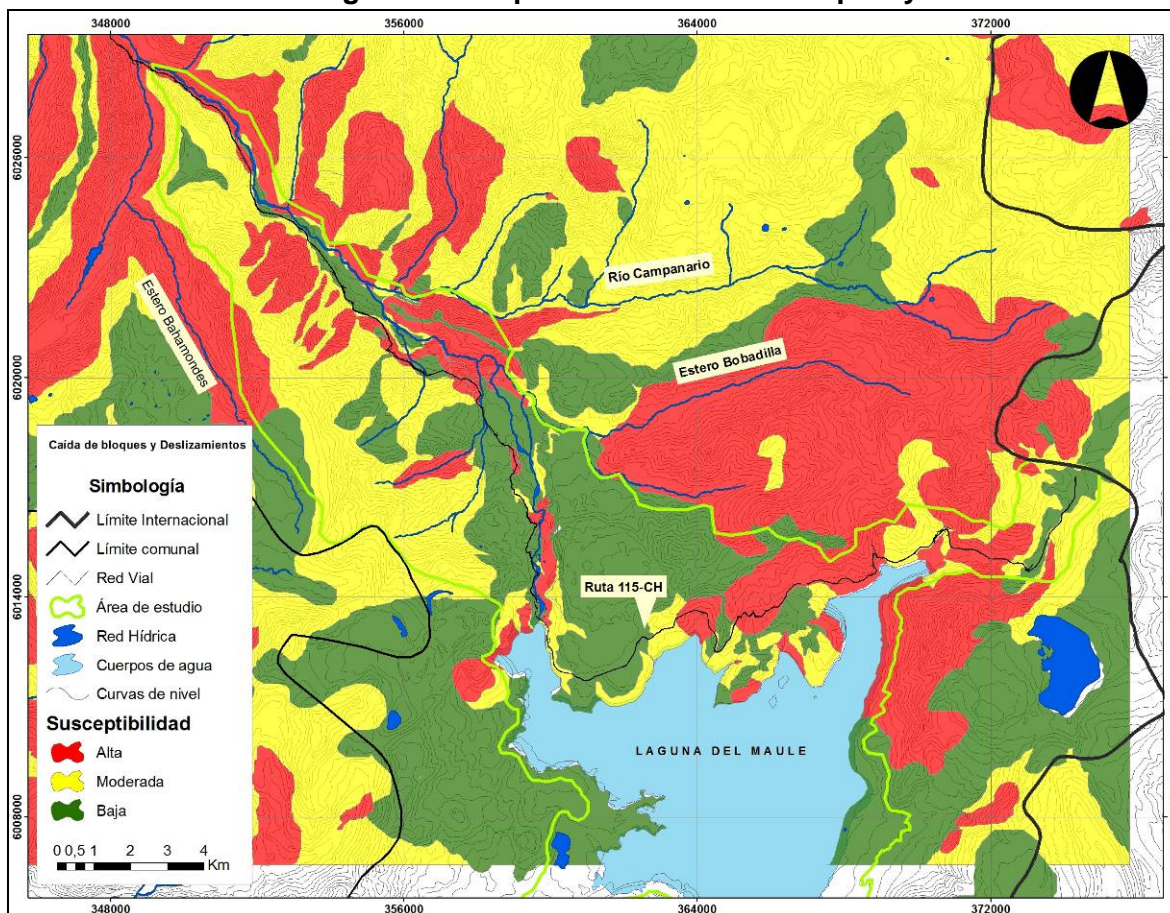 348000 356000 364000 372000
6026000
6020000
6014000
6008000
Río Campanario
Estero Bahamondes
Estero Bobadilla
Ruta 115-CH
LAGUNA DEL MAULE
Caída de bloques y Deslizamientos
Simbología
Límite Internacional
Límite comunal
Red Vial
Área de estudio
Red Hídrica
Cuerpos de agua
Curvas de nivel
Susceptibilidad
Alta
Moderada
Baja
0 0,5 1 2 3 4
Km
348000 356000 364000 372000